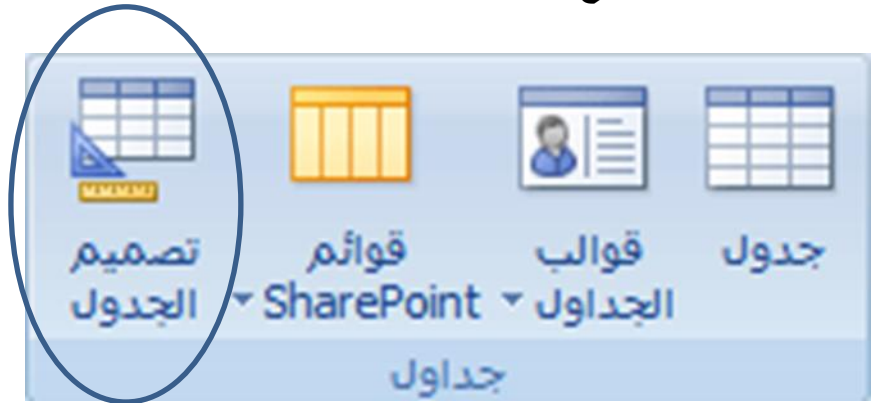 جدول
قوالب
الجداول
قوائم
SharePoint
تصميم
الجدول
جداول